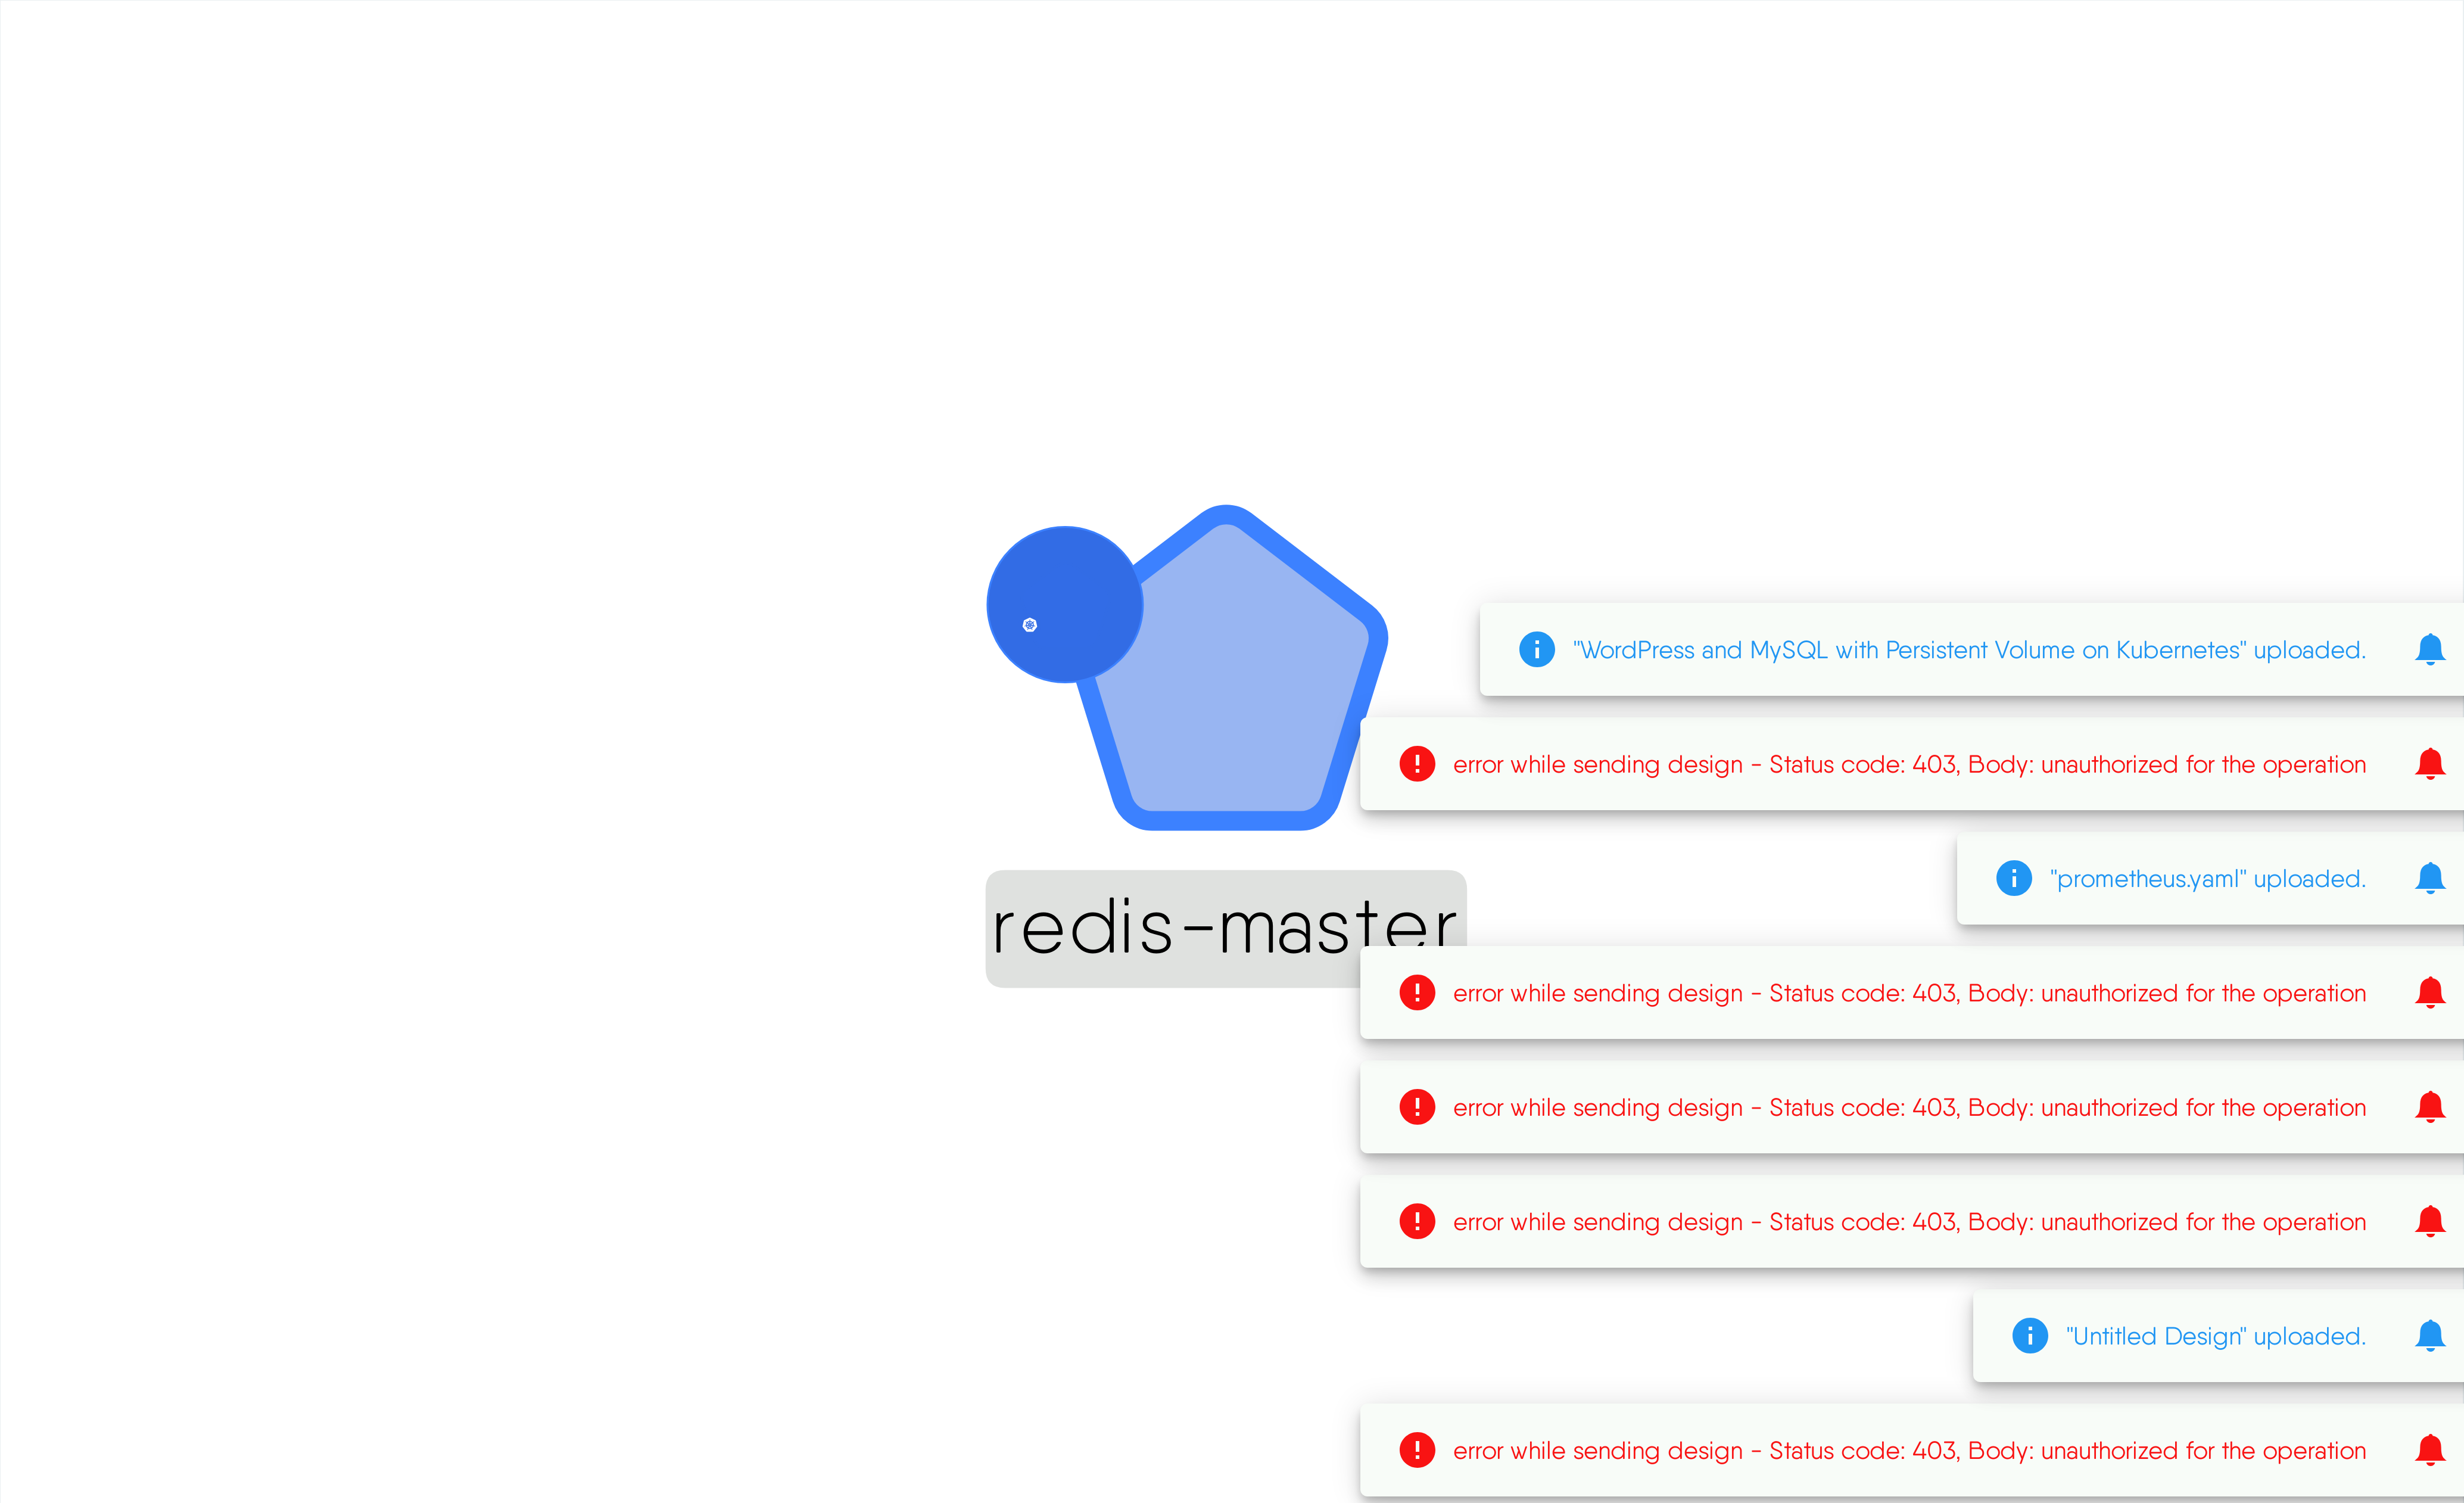 "WordPress and MySQL with Persistent Volume on Kubernetes" uploaded.
error while sending design - Status code: 403, Body: unauthorized for the operation
"prometheus.yaml" uploaded.
redis-master
error while sending design - Status code: 403, Body: unauthorized for the operation
error while sending design - Status code: 403, Body: unauthorized for the operation
error while sending design - Status code: 403, Body: unauthorized for the operation
"Untitled Design" uploaded.
error while sending design - Status code: 403, Body: unauthorized for the operation